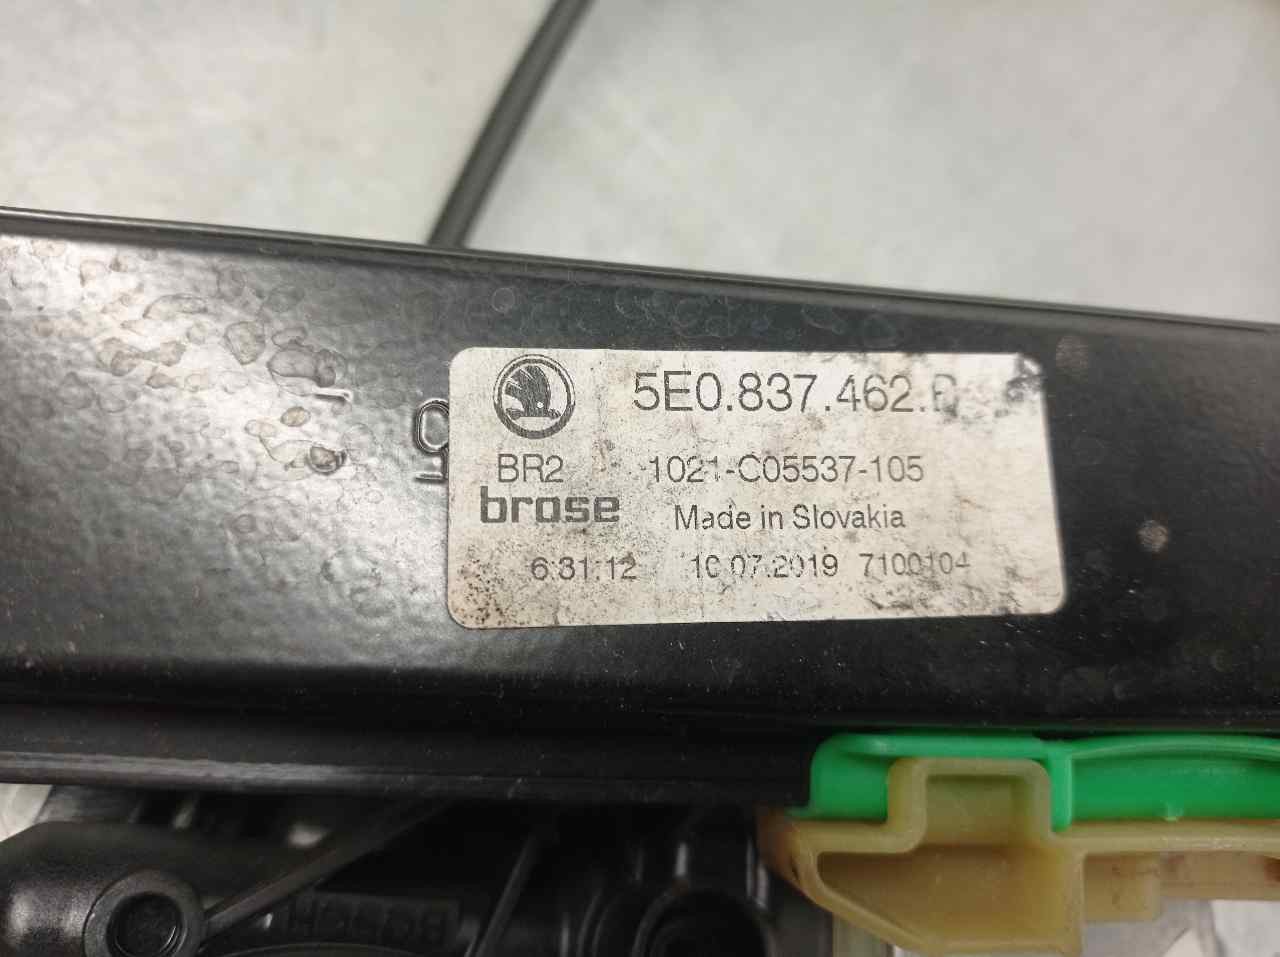 5E0.837.462.
BR2 1021-C05537-105
brose Made in Slovakia
6:31:12 10.07.2019 7100104